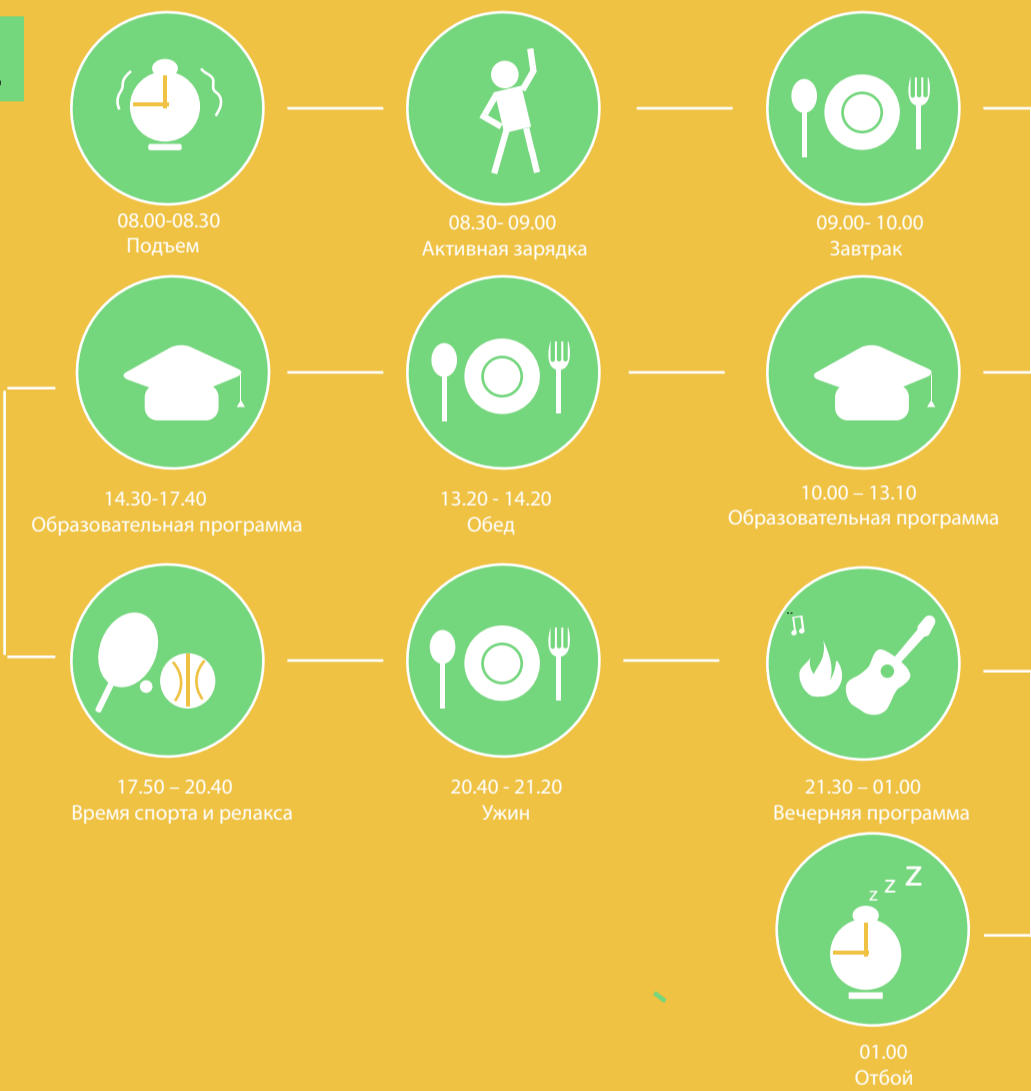 08.00-08.30
Подъем
08.30- 09.00
Активная зарядка
09.00- 10.00
Завтрак
14.30-17.40
Образовательная программа
13.20 - 14.20
Обед
10.00 – 13.10
Образовательная программа
17.50 – 20.40
Время спорта и релакса
20.40 - 21.20
Ужин
21.30 – 01.00
Вечерняя программа
z z Z
01.00
Отбой